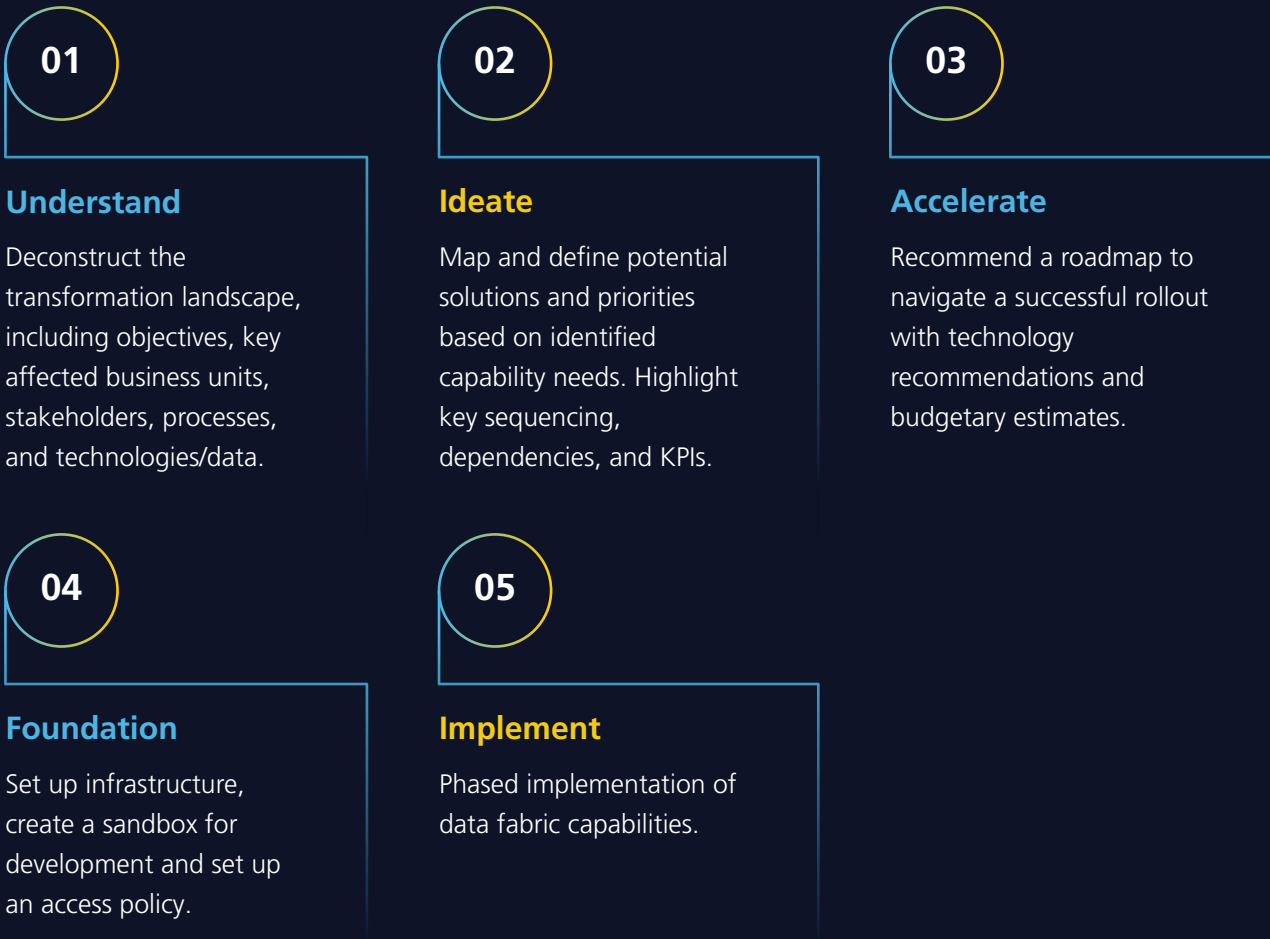 01
Understand
Deconstruct the
transformation landscape,
including objectives, key
affected business units,
stakeholders, processes,
and technologies/data.
02
Ideate
Map and define potential
solutions and priorities
based on identified
capability needs. Highlight
key sequencing,
dependencies, and KPIs.
03
Accelerate
Recommend a roadmap to
navigate a successful rollout
with technology
recommendations and
budgetary estimates.
04
Foundation
Set up infrastructure,
create a sandbox for
development and set up
an access policy.
05
Implement
Phased implementation of
data fabric capabilities.